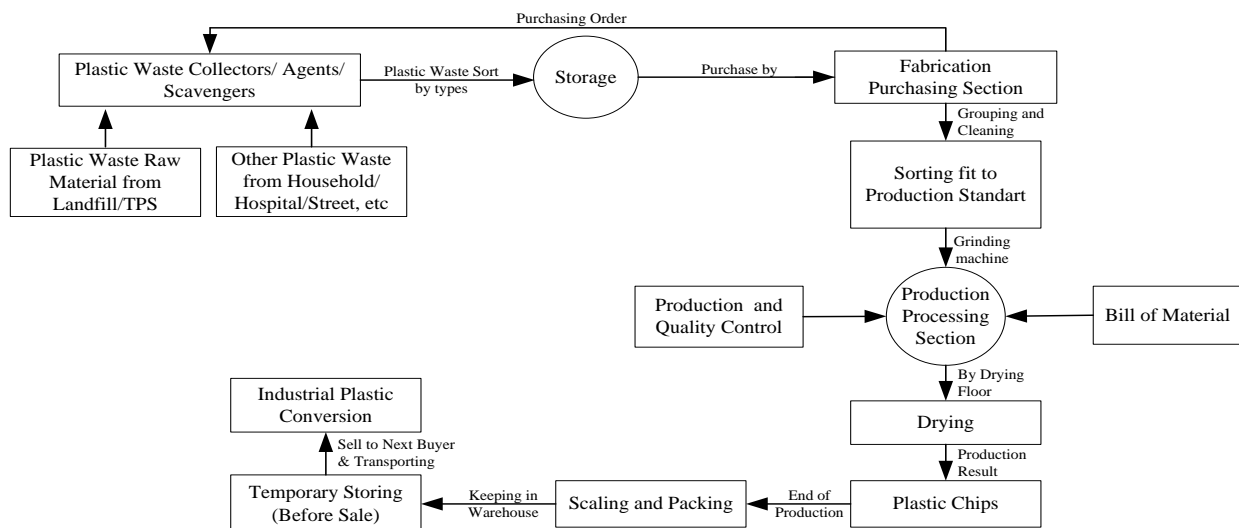 Purchasing Order
Plastic Waste Collectors/ Agents/
Scavengers
Plastic Waste Sort
by types
Storage
Purchase by
Fabrication
Purchasing Section
Grouping and
Cleaning
Plastic Waste Raw
Material from
Landfill/TPS
Other Plastic Waste
from Household/
Hospital/Street, etc
Sorting fit to
Production Standart
Grinding
machine
Production and
Quality Control
Production
Processing
Section
Bill of Material
By Drying
Floor
Industrial Plastic
Conversion
Drying
Sell to Next Buyer
& Transporting
Production
Result
Temporary Storing
(Before Sale)
Keeping in
Warehouse
Scaling and Packing
End of
Production
Plastic Chips